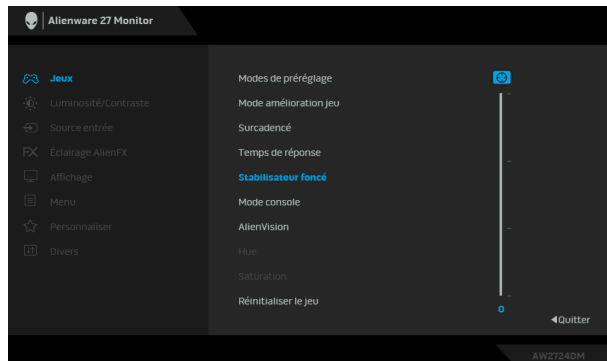 Alienware 27 Monitor
Jeux
Luminosité/Contraste
Source entrée
Éclairage AlienFX
Affichage
Menu
Personnaliser
Divers
Modes de préréglage
Mode amélioration jeu
Surcadencé
Temps de réponse
Stabilisateur foncé
Mode console
AlienVision
Hue
Saturation
Réinitialiser le jeu
0
Quitter
AW2724DM